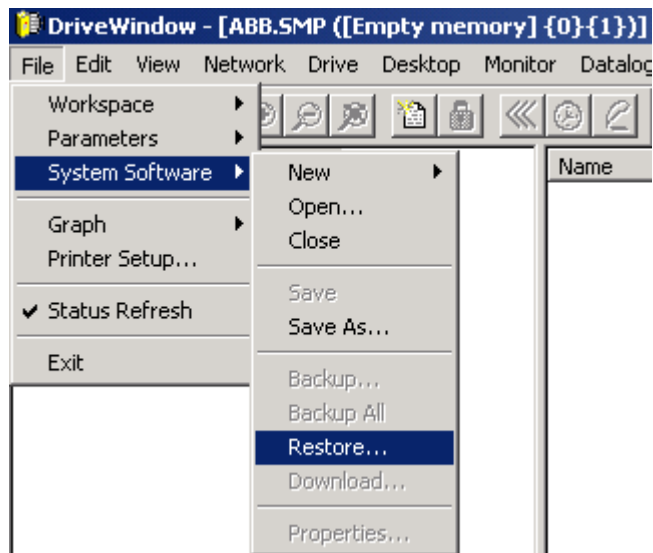 DriveWindow - [ABB.SMP ([Empty memory] {0}{1})]
File Edit View Network Drive Desktop Monitor Datalog
Workspace
Parameters
System Software
Graph
Printer Setup...
Status Refresh
Exit
New
Open...
Close
Save
Save As...
Backup...
Backup All
Restore...
Download...
Properties...
Name